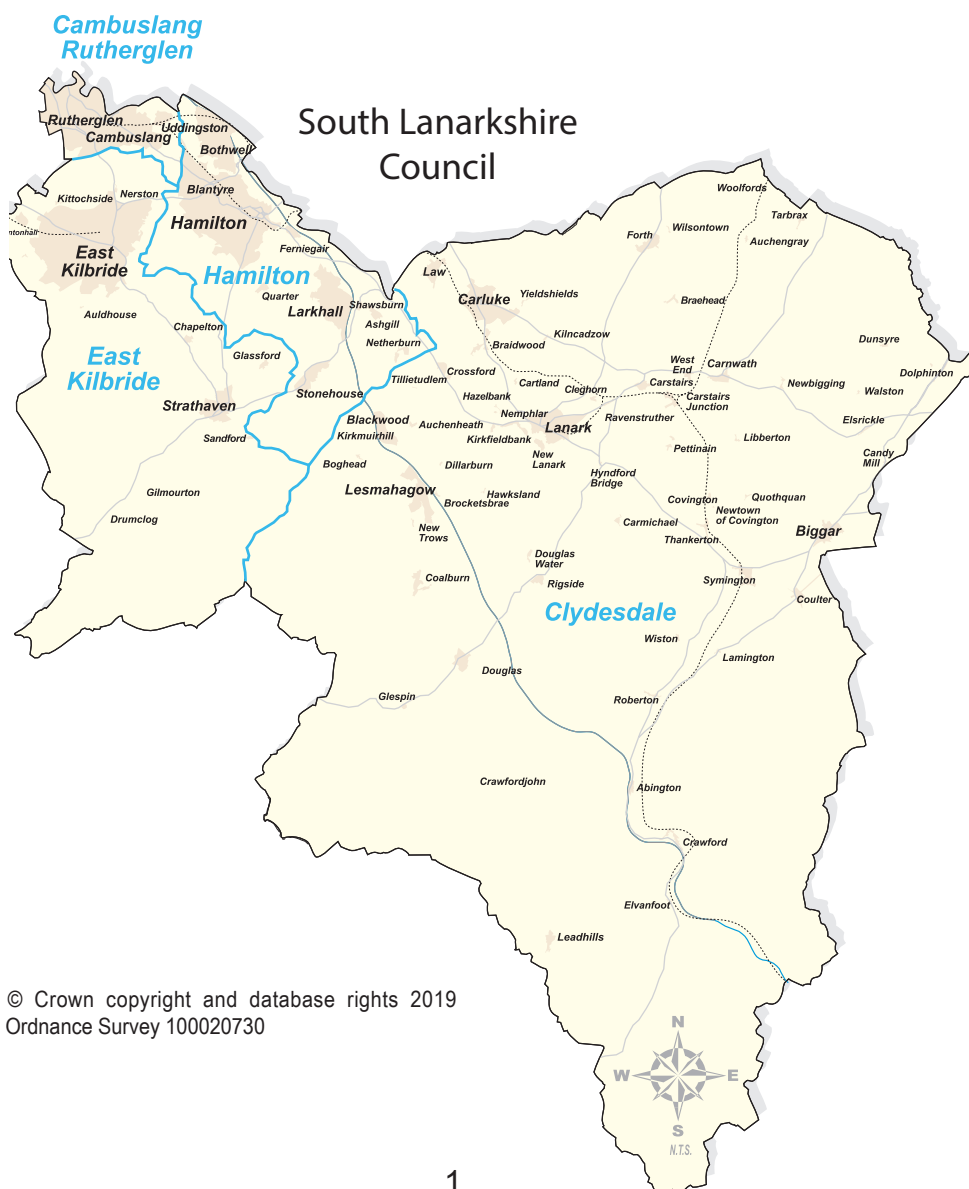 Cambuslang
Rutherglen
South Lanarkshire
Council
Rutherglen
Cambuslang
Uddingston
Bothwell
Kittochside
Nerston
Blantyre
Hamilton
ntonhall
East
Kilbride
Ferniegair
Hamilton
Quarter
Larkhall
Shawsburn
Ashgill
Netherburn
Auldhouse
Chapelton
Glassford
East
Kilbride
Strathaven
Stonehouse
Sandford
Gilmourton
Drumclog
Woolfords
Tarbrax
Auchengray
Wilsontown
Forth
Law
Carluke
Yieldshields
Braehead
Kilncadzow
Braidwood
Dunsyre
Dolphinton
West
End
Carnwath
Carstairs
Carstairs
Junction
Newbigging
Walston
Elsrickle
Tillietudlem
Crossford
Cartland
Cleghorn
Hazelbank
Nemphlar
Ravenstruther
Lanark
Blackwood
Kirkmuirhill
Auchenheath
Kirkfieldbank
New
Lanark
Pettinain
Libberton
Candy
Mill
Boghead
Dillarburn
Hyndford
Bridge
Lesmahagow
Hawksland
Brocketsbrae
Covington
Quothquan
Newtown
of Covington
Carmichael
Thankerton
Biggar
New
Trows
Douglas
Water
Coalburn
Rigside
Symington
Coulter
Clydesdale
Wiston
Lamington
Douglas
Glespin
Roberton
Crawfordjohn
Abington
Crawford
Elvanfoot
Leadhills
© Crown copyright and database rights 2019
Ordnance Survey 100020730
N
W
E
S
N.T.S.
1